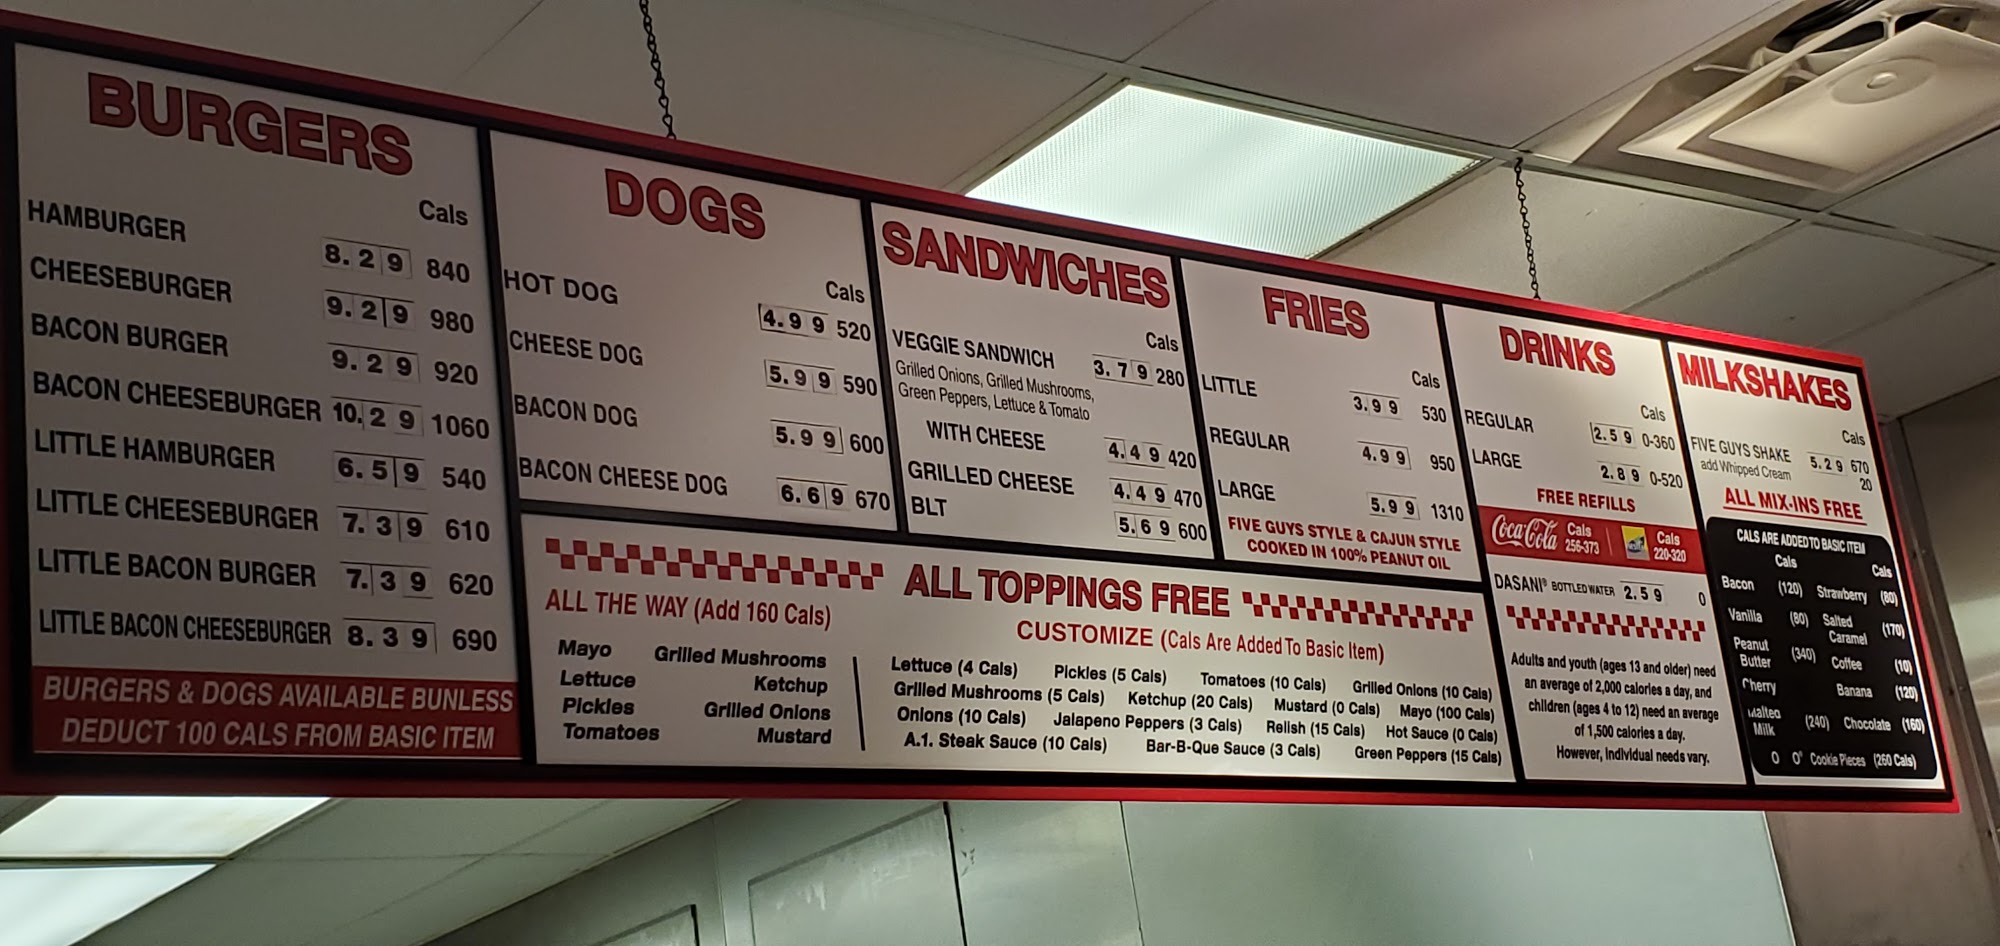 BURGERS
Cals
HAMBURGER 8.29 840
CHEESEBURGER 9.29 980
BACON BURGER 9.29 920
BACON CHEESEBURGER 10.29 1060
LITTLE HAMBURGER 6.59 540
LITTLE CHEESEBURGER 7.39 610
LITTLE BACON BURGER 7.39 620
LITTLE BACON CHEESEBURGER 8.39 690
BURGERS & DOGS AVAILABLE BUNLESS
DEDUCT 100 CALS FROM BASIC ITEM
DOGS
Cals
HOT DOG 4.99 520
CHEESE DOG 5.99 590
BACON DOG 5.99 600
BACON CHEESE DOG 6.69 670
SANDWICHES
Cals
VEGGIE SANDWICH 3.79 280
Grilled Onions, Grilled Mushrooms,
Green Peppers, Lettuce & Tomato
WITH CHEESE 4.49 420
GRILLED CHEESE 4.49 470
BLT 5.69 600
FRIES
Cals
LITTLE 3.99 530
REGULAR 4.99 950
LARGE 5.99 1310
FIVE GUYS STYLE & CAJUN STYLE
COOKED IN 100% PEANUT OIL
ALL TOPPINGS FREE
ALL THE WAY (Add 160 Cals)
Mayo Grilled Mushrooms
Lettuce Ketchup
Pickles Grilled Onions
Tomatoes Mustard
CUSTOMIZE (Cals Are Added To Basic Item)
Lettuce (4 Cals) Pickles (5 Cals) Tomatoes (10 Cals) Grilled Onions (10 Cals)
Grilled Mushrooms (5 Cals) Ketchup (20 Cals) Mustard (0 Cals) Mayo (100 Cals)
Onions (10 Cals) Jalapeno Peppers (3 Cals) Relish (15 Cals) Hot Sauce (0 Cals)
A.1. Steak Sauce (10 Cals) Bar-B-Que Sauce (3 Cals) Green Peppers (15 Cals)
DRINKS
Cals
REGULAR 2.59 0-360
LARGE 2.89 0-520
FREE REFILLS
Coca-Cola Cals 256-373 Cals 220-320
DASANI® BOTTLED WATER 2.59 0
Adults and youth (ages 13 and older) need
an average of 2,000 calories a day, and
children (ages 4 to 12) need an average
of 1,500 calories a day.
However, individual needs vary.
MILKSHAKES
Cals
FIVE GUYS SHAKE 5.29 670
add Whipped Cream 20
ALL MIX-INS FREE
CALS ARE ADDED TO BASIC ITEM
Cals Cals
Bacon (120) Strawberry (80)
Vanilla (80) Salted Caramel (170)
Peanut Butter (340) Coffee (10)
Cherry Banana (120)
Malted Milk (240) Chocolate (160)
Cookie Pieces (260 Cals)